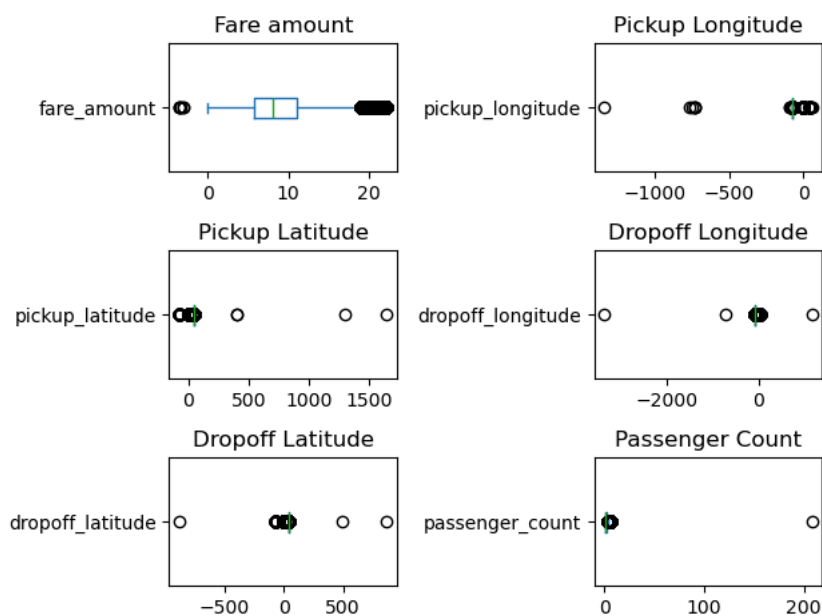 Fare amount
fare_amount
0 10 20
Pickup Longitude
pickup_longitude
−1000 −500 0
Pickup Latitude
pickup_latitude
0 500 1000 1500
Dropoff Longitude
dropoff_longitude
−2000 0
Dropoff Latitude
dropoff_latitude
−500 0 500
Passenger Count
passenger_count
0 100 200